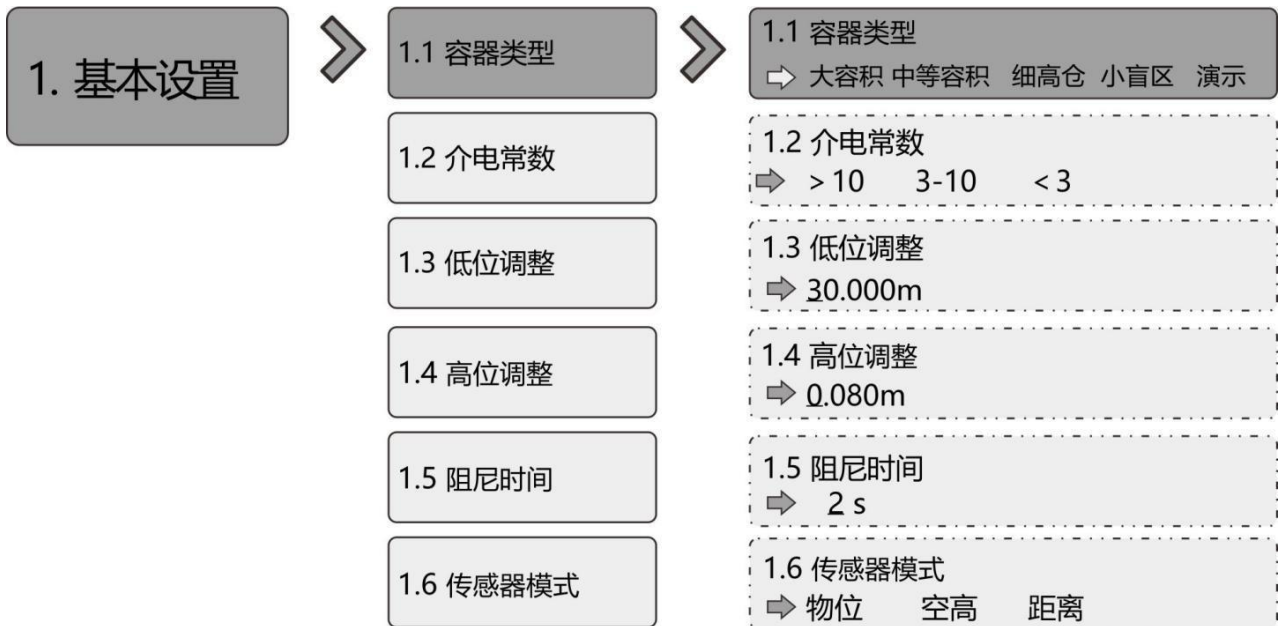 1. 基本设置
1.1 容器类型
1.1 容器类型
大容积 中等容积 细高仓 小盲区 演示
1.2 介电常数
1.2 介电常数
> 10 3-10 < 3
1.3 低位调整
1.3 低位调整
30.000m
1.4 高位调整
1.4 高位调整
0.080m
1.5 阻尼时间
1.5 阻尼时间
2 s
1.6 传感器模式
1.6 传感器模式
物位 空高 距离